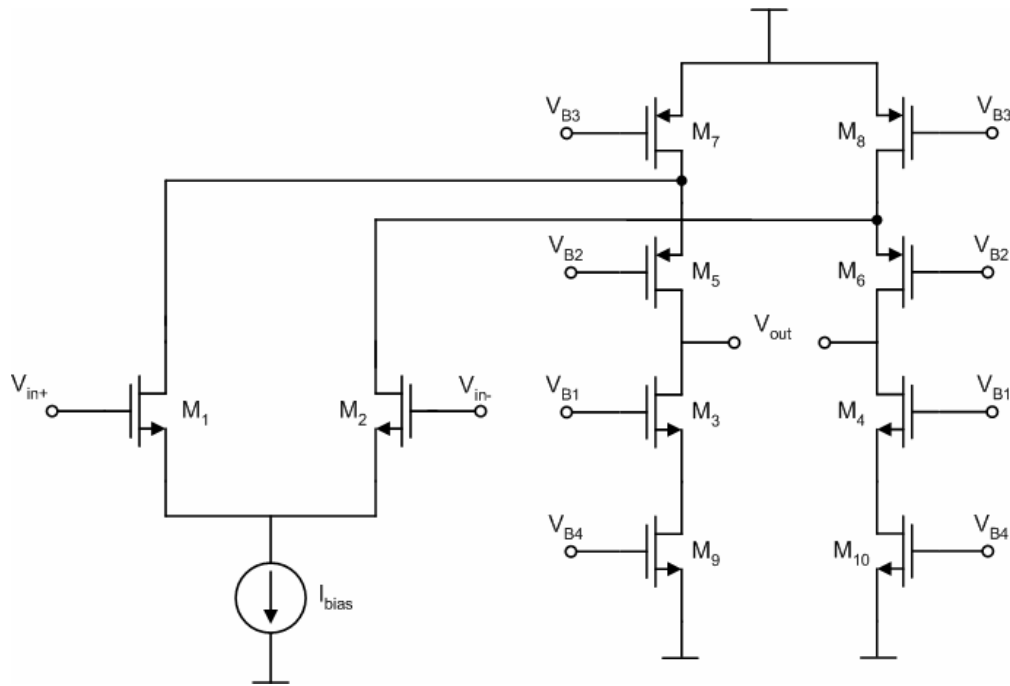 V_B3 M_7 M_8 V_B3
V_B2 M_5 M_6 V_B2
V_out
V_in+ M_1 M_2 V_in- V_B1 M_3 M_4 V_B1
V_B4 M_9 M_10 V_B4
I_bias